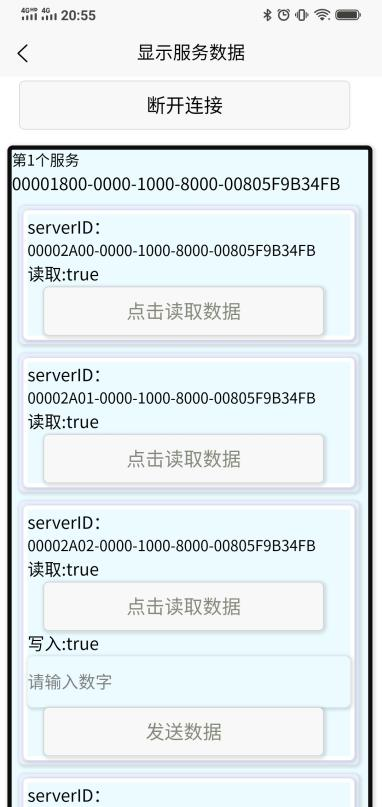 4GHD 4G 20:55
显示服务数据
断开连接
第1个服务
00001800-0000-1000-8000-00805F9B34FB
serverID：
00002A00-0000-1000-8000-00805F9B34FB
读取:true
点击读取数据
serverID：
00002A01-0000-1000-8000-00805F9B34FB
读取:true
点击读取数据
serverID：
00002A02-0000-1000-8000-00805F9B34FB
读取:true
点击读取数据
写入:true
请输入数字
发送数据
serverID：